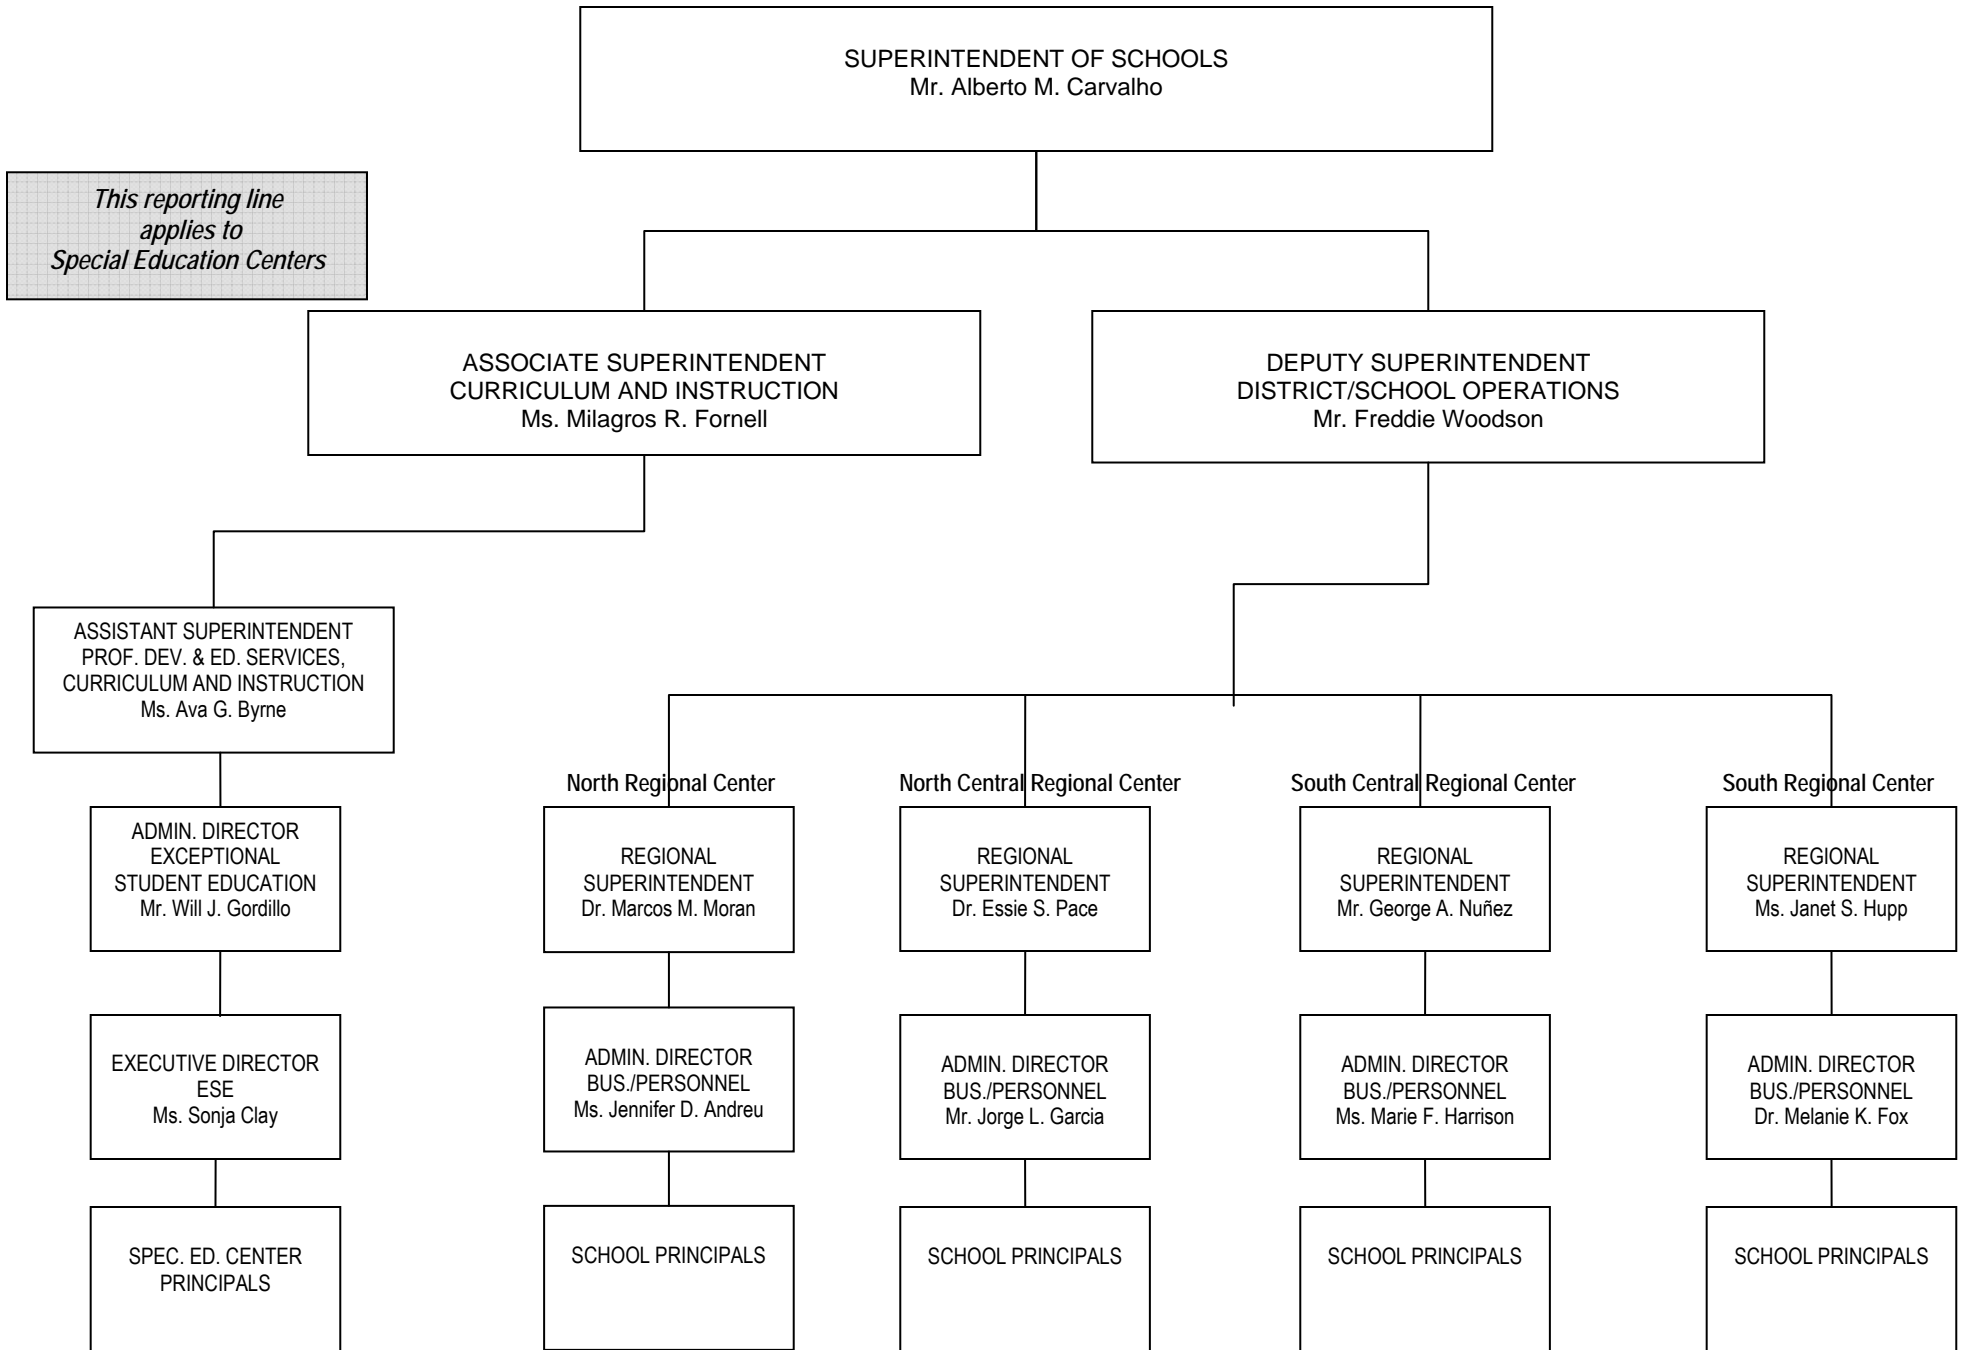 SUPERINTENDENT OF SCHOOLS
Mr. Alberto M. Carvalho
This reporting line
applies to
Special Education Centers
ASSOCIATE SUPERINTENDENT
CURRICULUM AND INSTRUCTION
Ms. Milagros R. Fornell
DEPUTY SUPERINTENDENT
DISTRICT/SCHOOL OPERATIONS
Mr. Freddie Woodson
ASSISTANT SUPERINTENDENT
PROF. DEV. & ED. SERVICES,
CURRICULUM AND INSTRUCTION
Ms. Ava G. Byrne
North Regional Center
North Central Regional Center
South Central Regional Center
South Regional Center
ADMIN. DIRECTOR
EXCEPTIONAL
STUDENT EDUCATION
Mr. Will J. Gordillo
REGIONAL
SUPERINTENDENT
Dr. Marcos M. Moran
REGIONAL
SUPERINTENDENT
Dr. Essie S. Pace
REGIONAL
SUPERINTENDENT
Mr. George A. Nuñez
REGIONAL
SUPERINTENDENT
Ms. Janet S. Hupp
EXECUTIVE DIRECTOR
ESE
Ms. Sonja Clay
ADMIN. DIRECTOR
BUS./PERSONNEL
Ms. Jennifer D. Andreu
ADMIN. DIRECTOR
BUS./PERSONNEL
Mr. Jorge L. Garcia
ADMIN. DIRECTOR
BUS./PERSONNEL
Ms. Marie F. Harrison
ADMIN. DIRECTOR
BUS./PERSONNEL
Dr. Melanie K. Fox
SPEC. ED. CENTER
PRINCIPALS
SCHOOL PRINCIPALS
SCHOOL PRINCIPALS
SCHOOL PRINCIPALS
SCHOOL PRINCIPALS